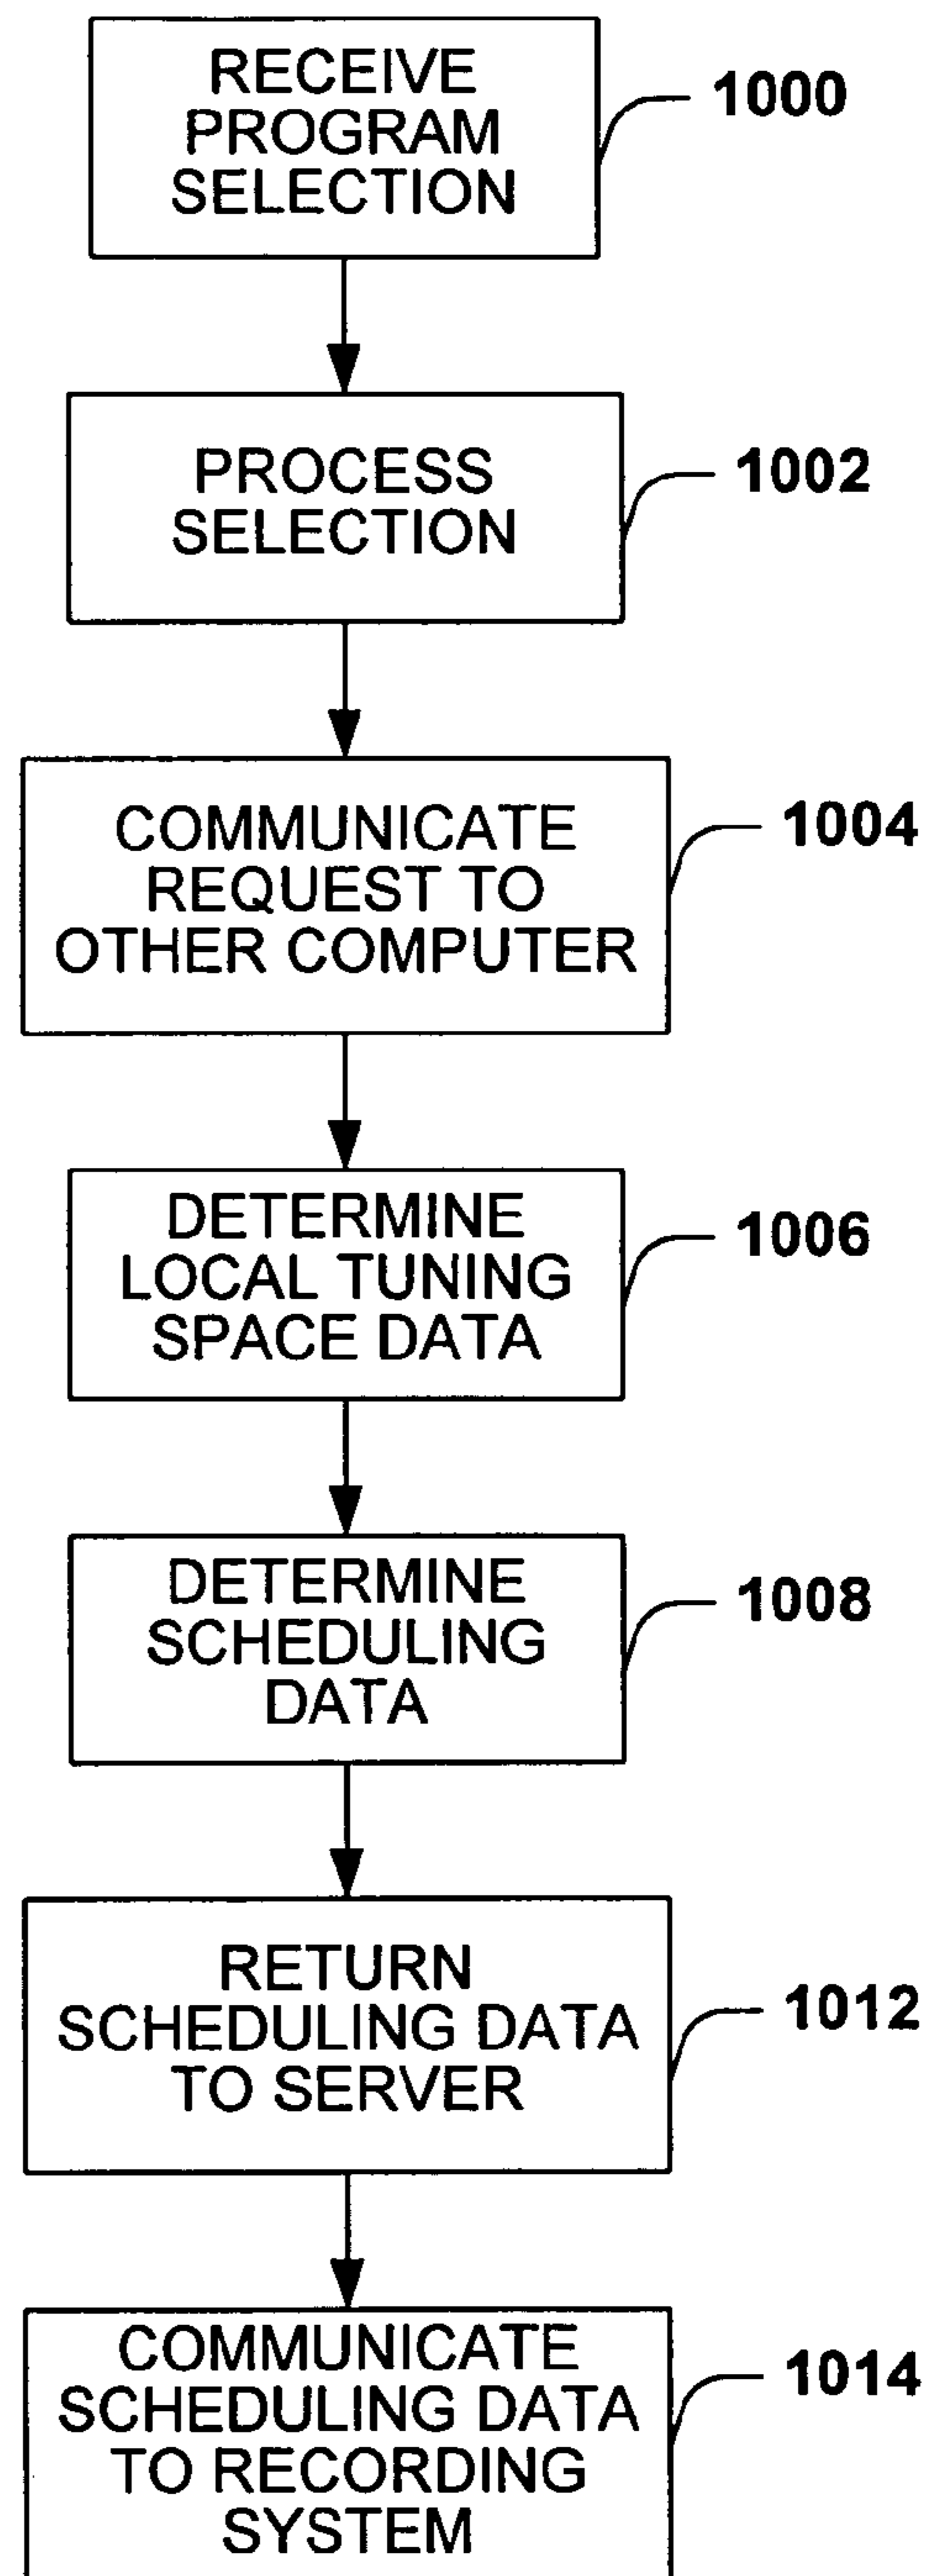 RECEIVE
PROGRAM
SELECTION
1000
PROCESS
SELECTION
1002
COMMUNICATE
REQUEST TO
OTHER COMPUTER
1004
DETERMINE
LOCAL TUNING
SPACE DATA
1006
DETERMINE
SCHEDULING
DATA
1008
RETURN
SCHEDULING DATA
TO SERVER
1012
COMMUNICATE
SCHEDULING DATA
TO RECORDING
SYSTEM
1014